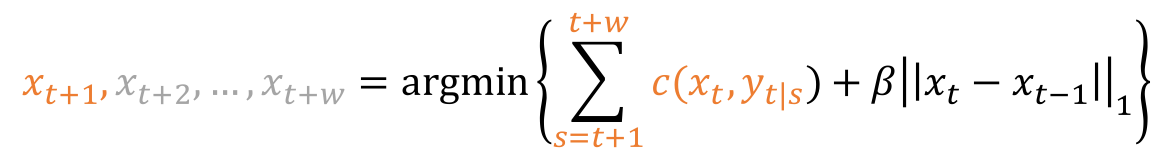 x_{t+1}, x_{t+2}, … , x_{t+w} = argmin { ∑_{s=t+1}^{t+w} c(x_t, y_{t|s}) + β||x_t − x_{t−1}||_1 }